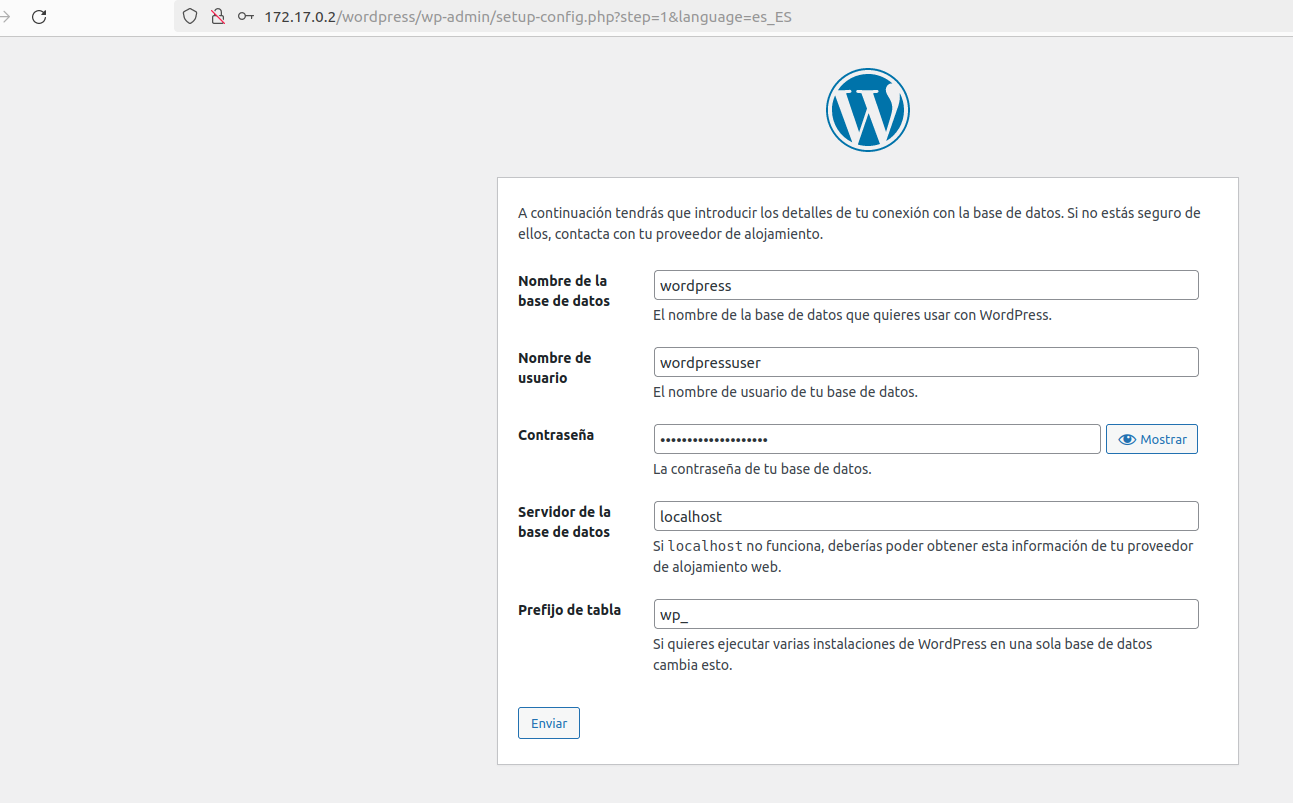 172.17.0.2/wordpress/wp-admin/setup-config.php?step=1&language=es_ES
A continuación tendrás que introducir los detalles de tu conexión con la base de datos. Si no estás seguro de
ellos, contacta con tu proveedor de alojamiento.
Nombre de la
base de datos
wordpress
El nombre de la base de datos que quieres usar con WordPress.
Nombre de
usuario
wordpressuser
El nombre de usuario de tu base de datos.
Contraseña
••••••••••••••••••••
Mostrar
La contraseña de tu base de datos.
Servidor de la
base de datos
localhost
Si localhost no funciona, deberías poder obtener esta información de tu proveedor
de alojamiento web.
Prefijo de tabla
wp_
Si quieres ejecutar varias instalaciones de WordPress en una sola base de datos
cambia esto.
Enviar